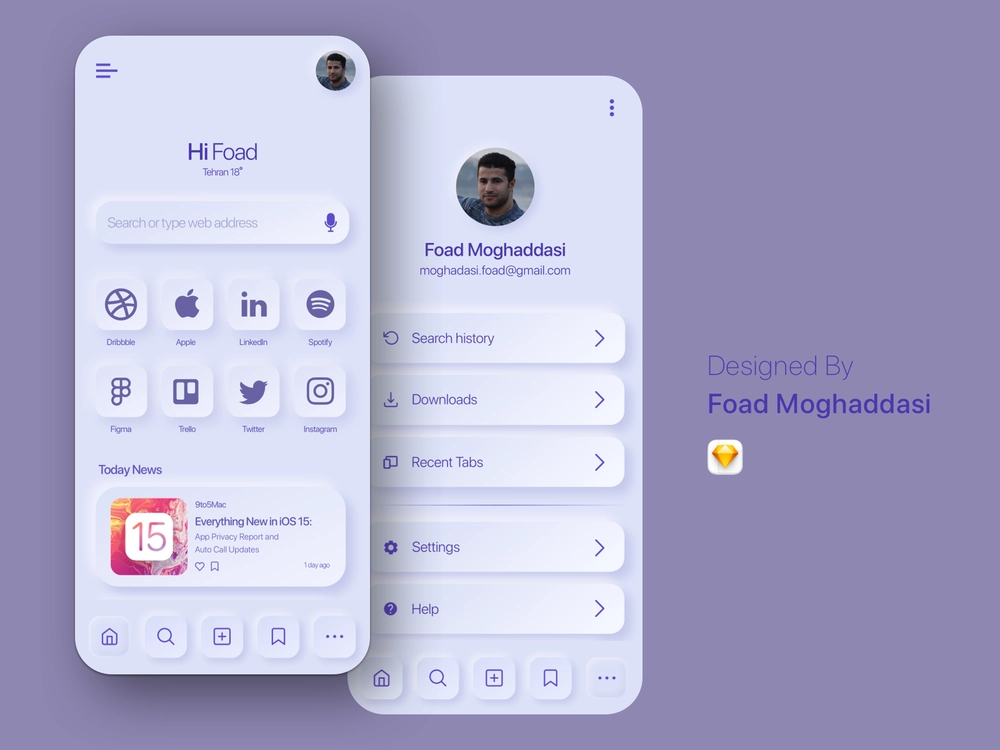 Hi Foad
Tehran 18°
Search or type web address
Dribbble
Apple
LinkedIn
Spotify
Figma
Trello
Twitter
Instagram
Today News
9to5Mac
Everything New in iOS 15:
App Privacy Report and
Auto Call Updates
1 day ago
15
in
Foad Moghaddasi
moghadasi.foad@gmail.com
Search history
Downloads
Recent Tabs
Settings
Help
Designed By
Foad Moghaddasi